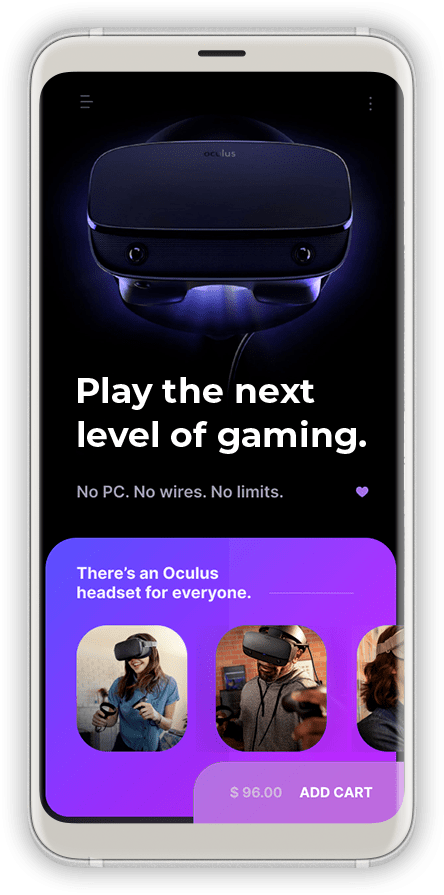 oculus
Play the next
level of gaming.
No PC. No wires. No limits.
There's an Oculus
headset for everyone.
$ 96.00 ADD CART